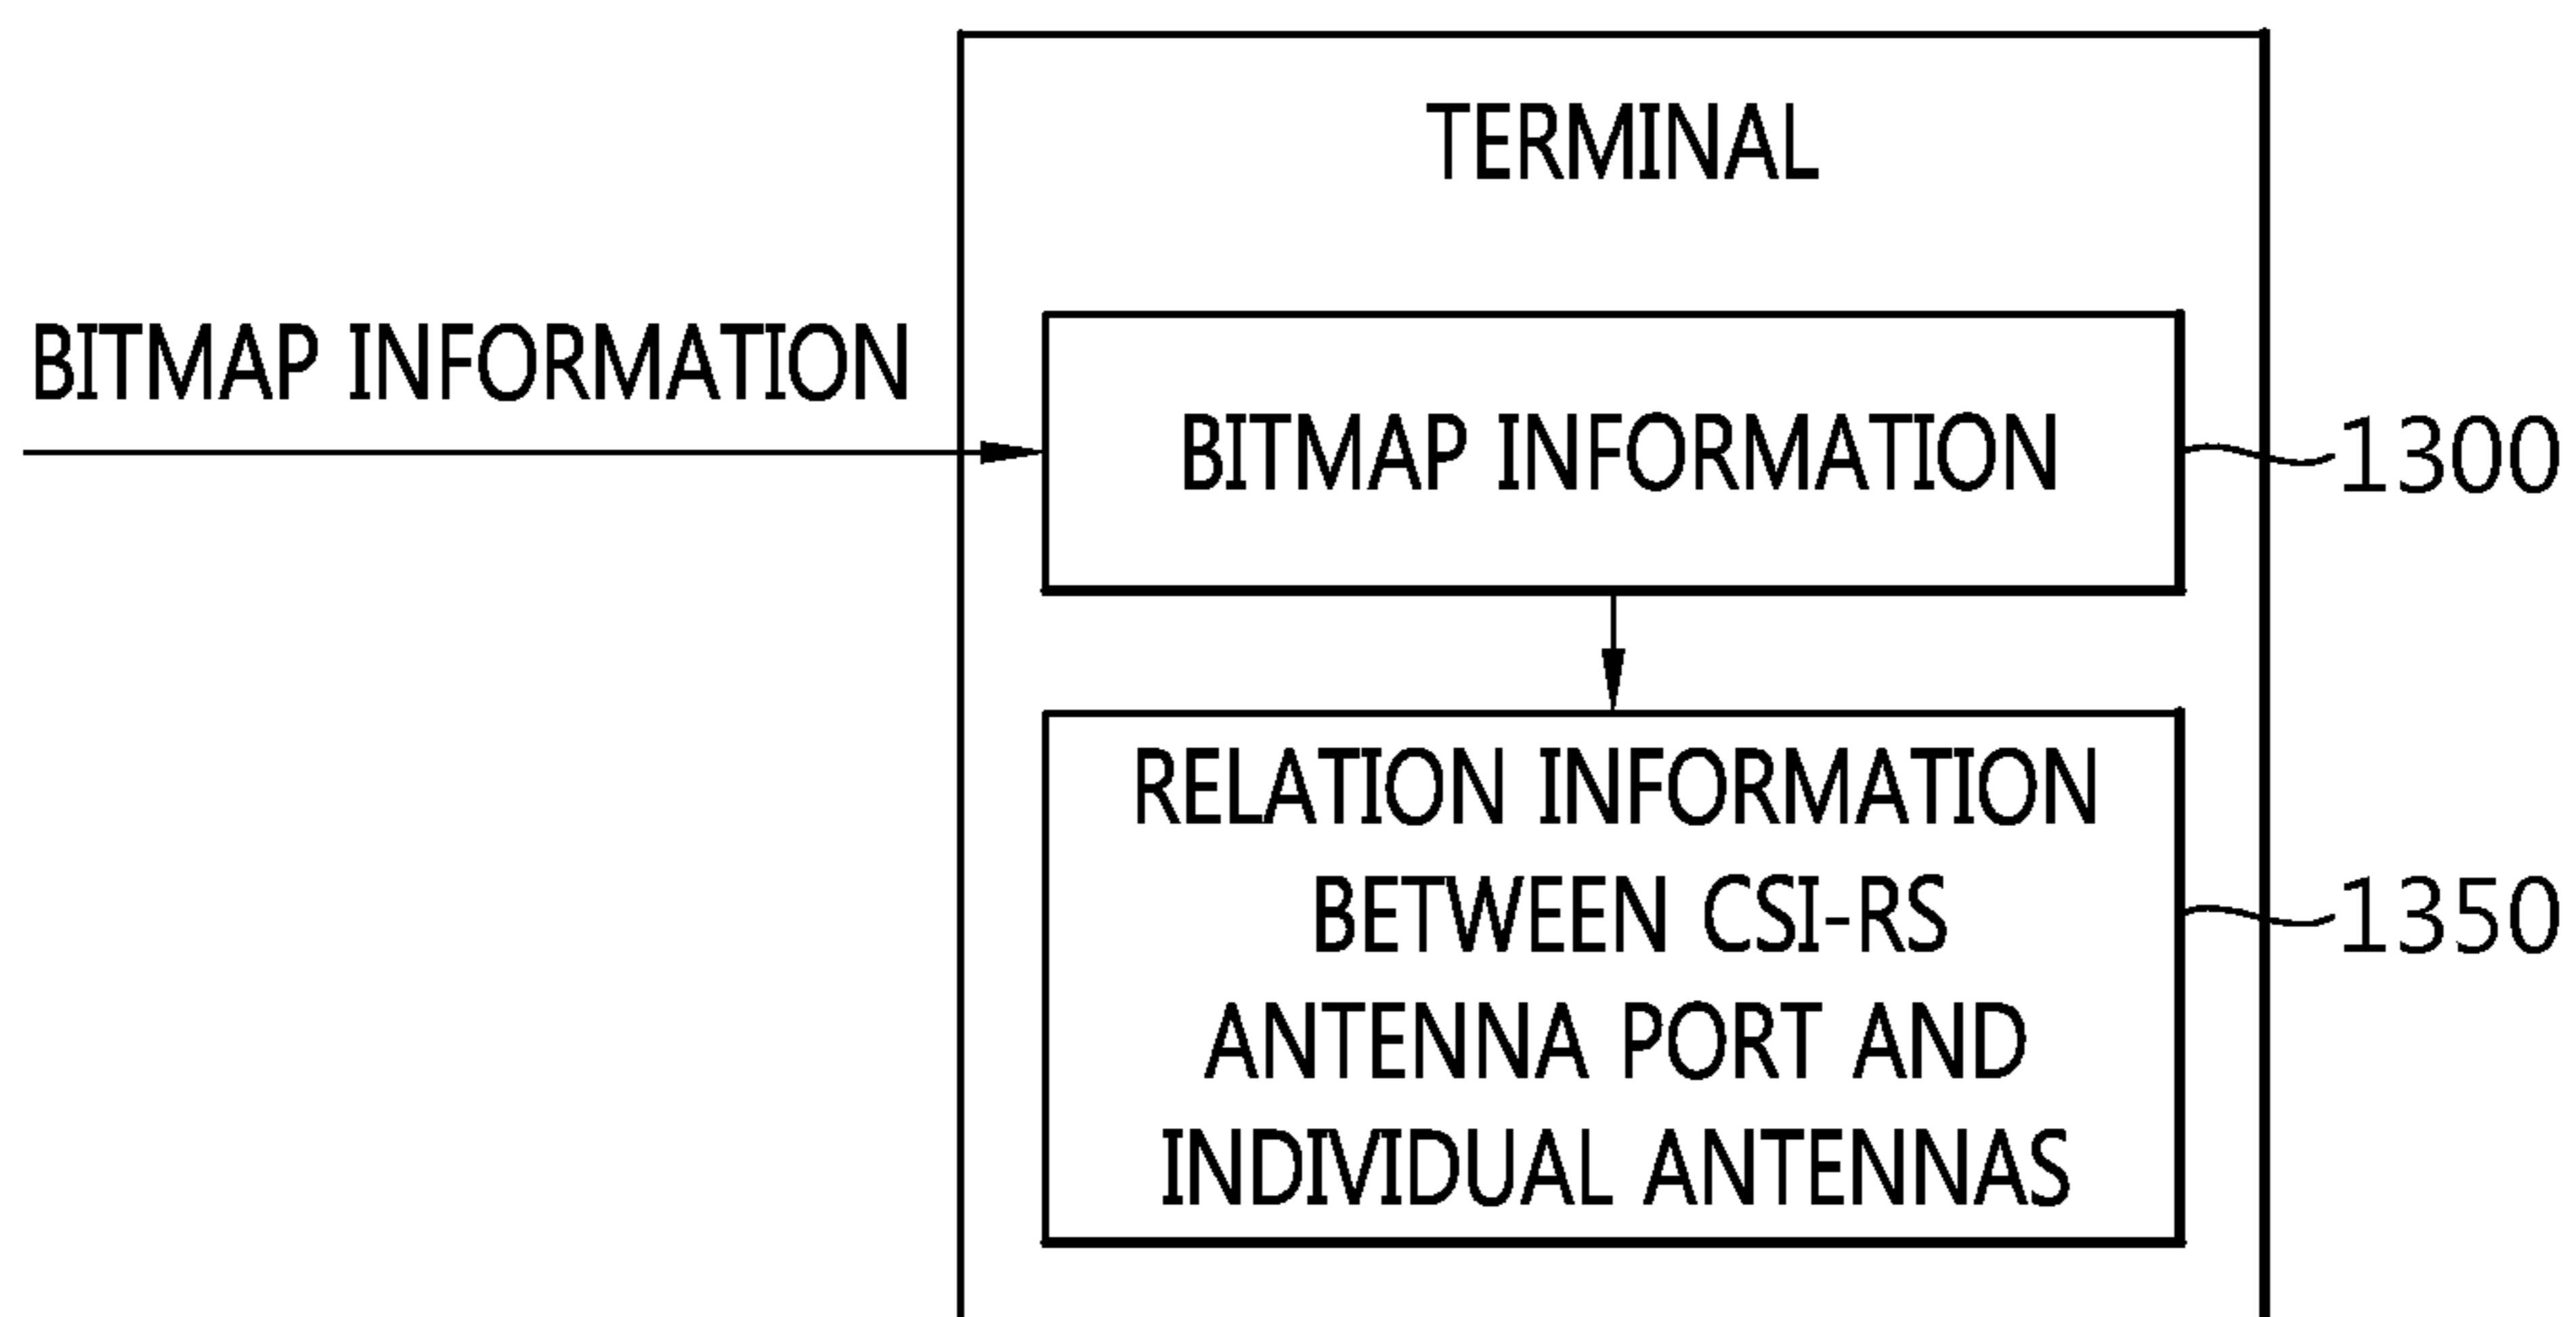 TERMINAL
BITMAP INFORMATION
BITMAP INFORMATION
1300
RELATION INFORMATION
BETWEEN CSI-RS
ANTENNA PORT AND
INDIVIDUAL ANTENNAS
1350